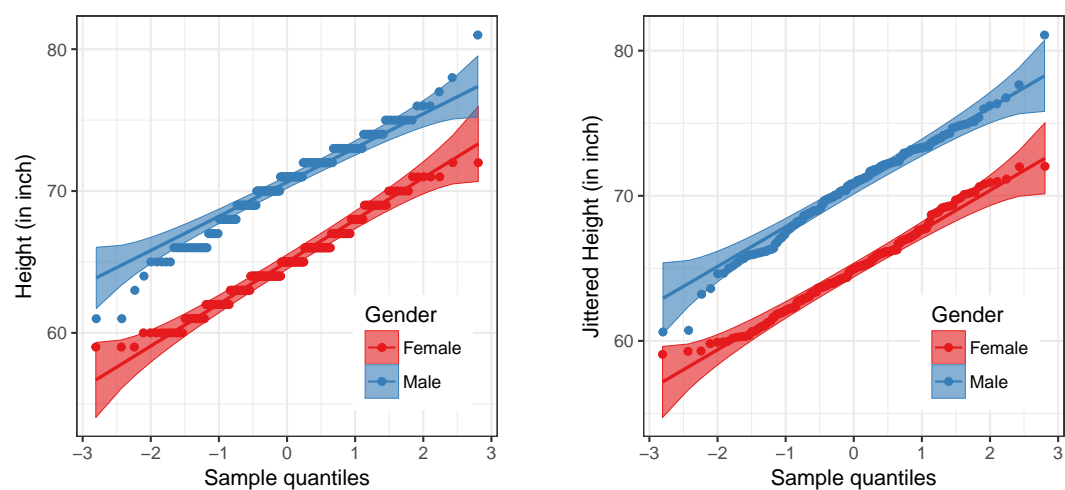 Height (in inch)
80
70
60
−3 −2 −1 0 1 2 3
Sample quantiles
Gender
Female
Male
Jittered Height (in inch)
80
70
60
−3 −2 −1 0 1 2 3
Sample quantiles
Gender
Female
Male